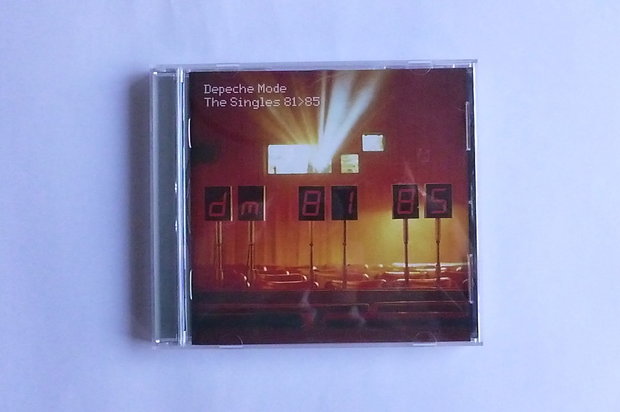 Depeche Mode
The Singles 81>85
dm 81 85